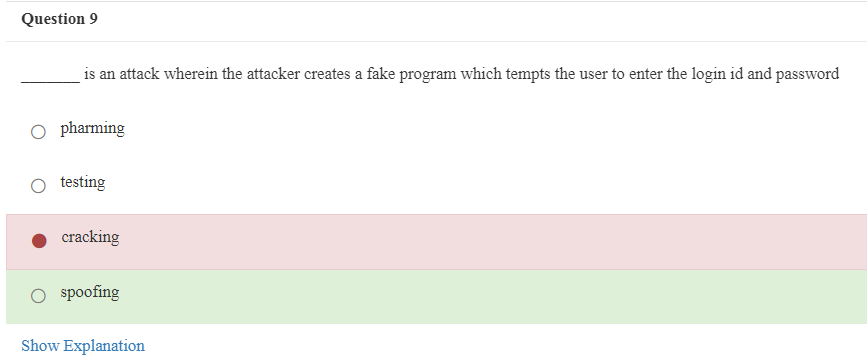 Question 9
_______ is an attack wherein the attacker creates a fake program which tempts the user to enter the login id and password
pharming
testing
cracking
spoofing
Show Explanation